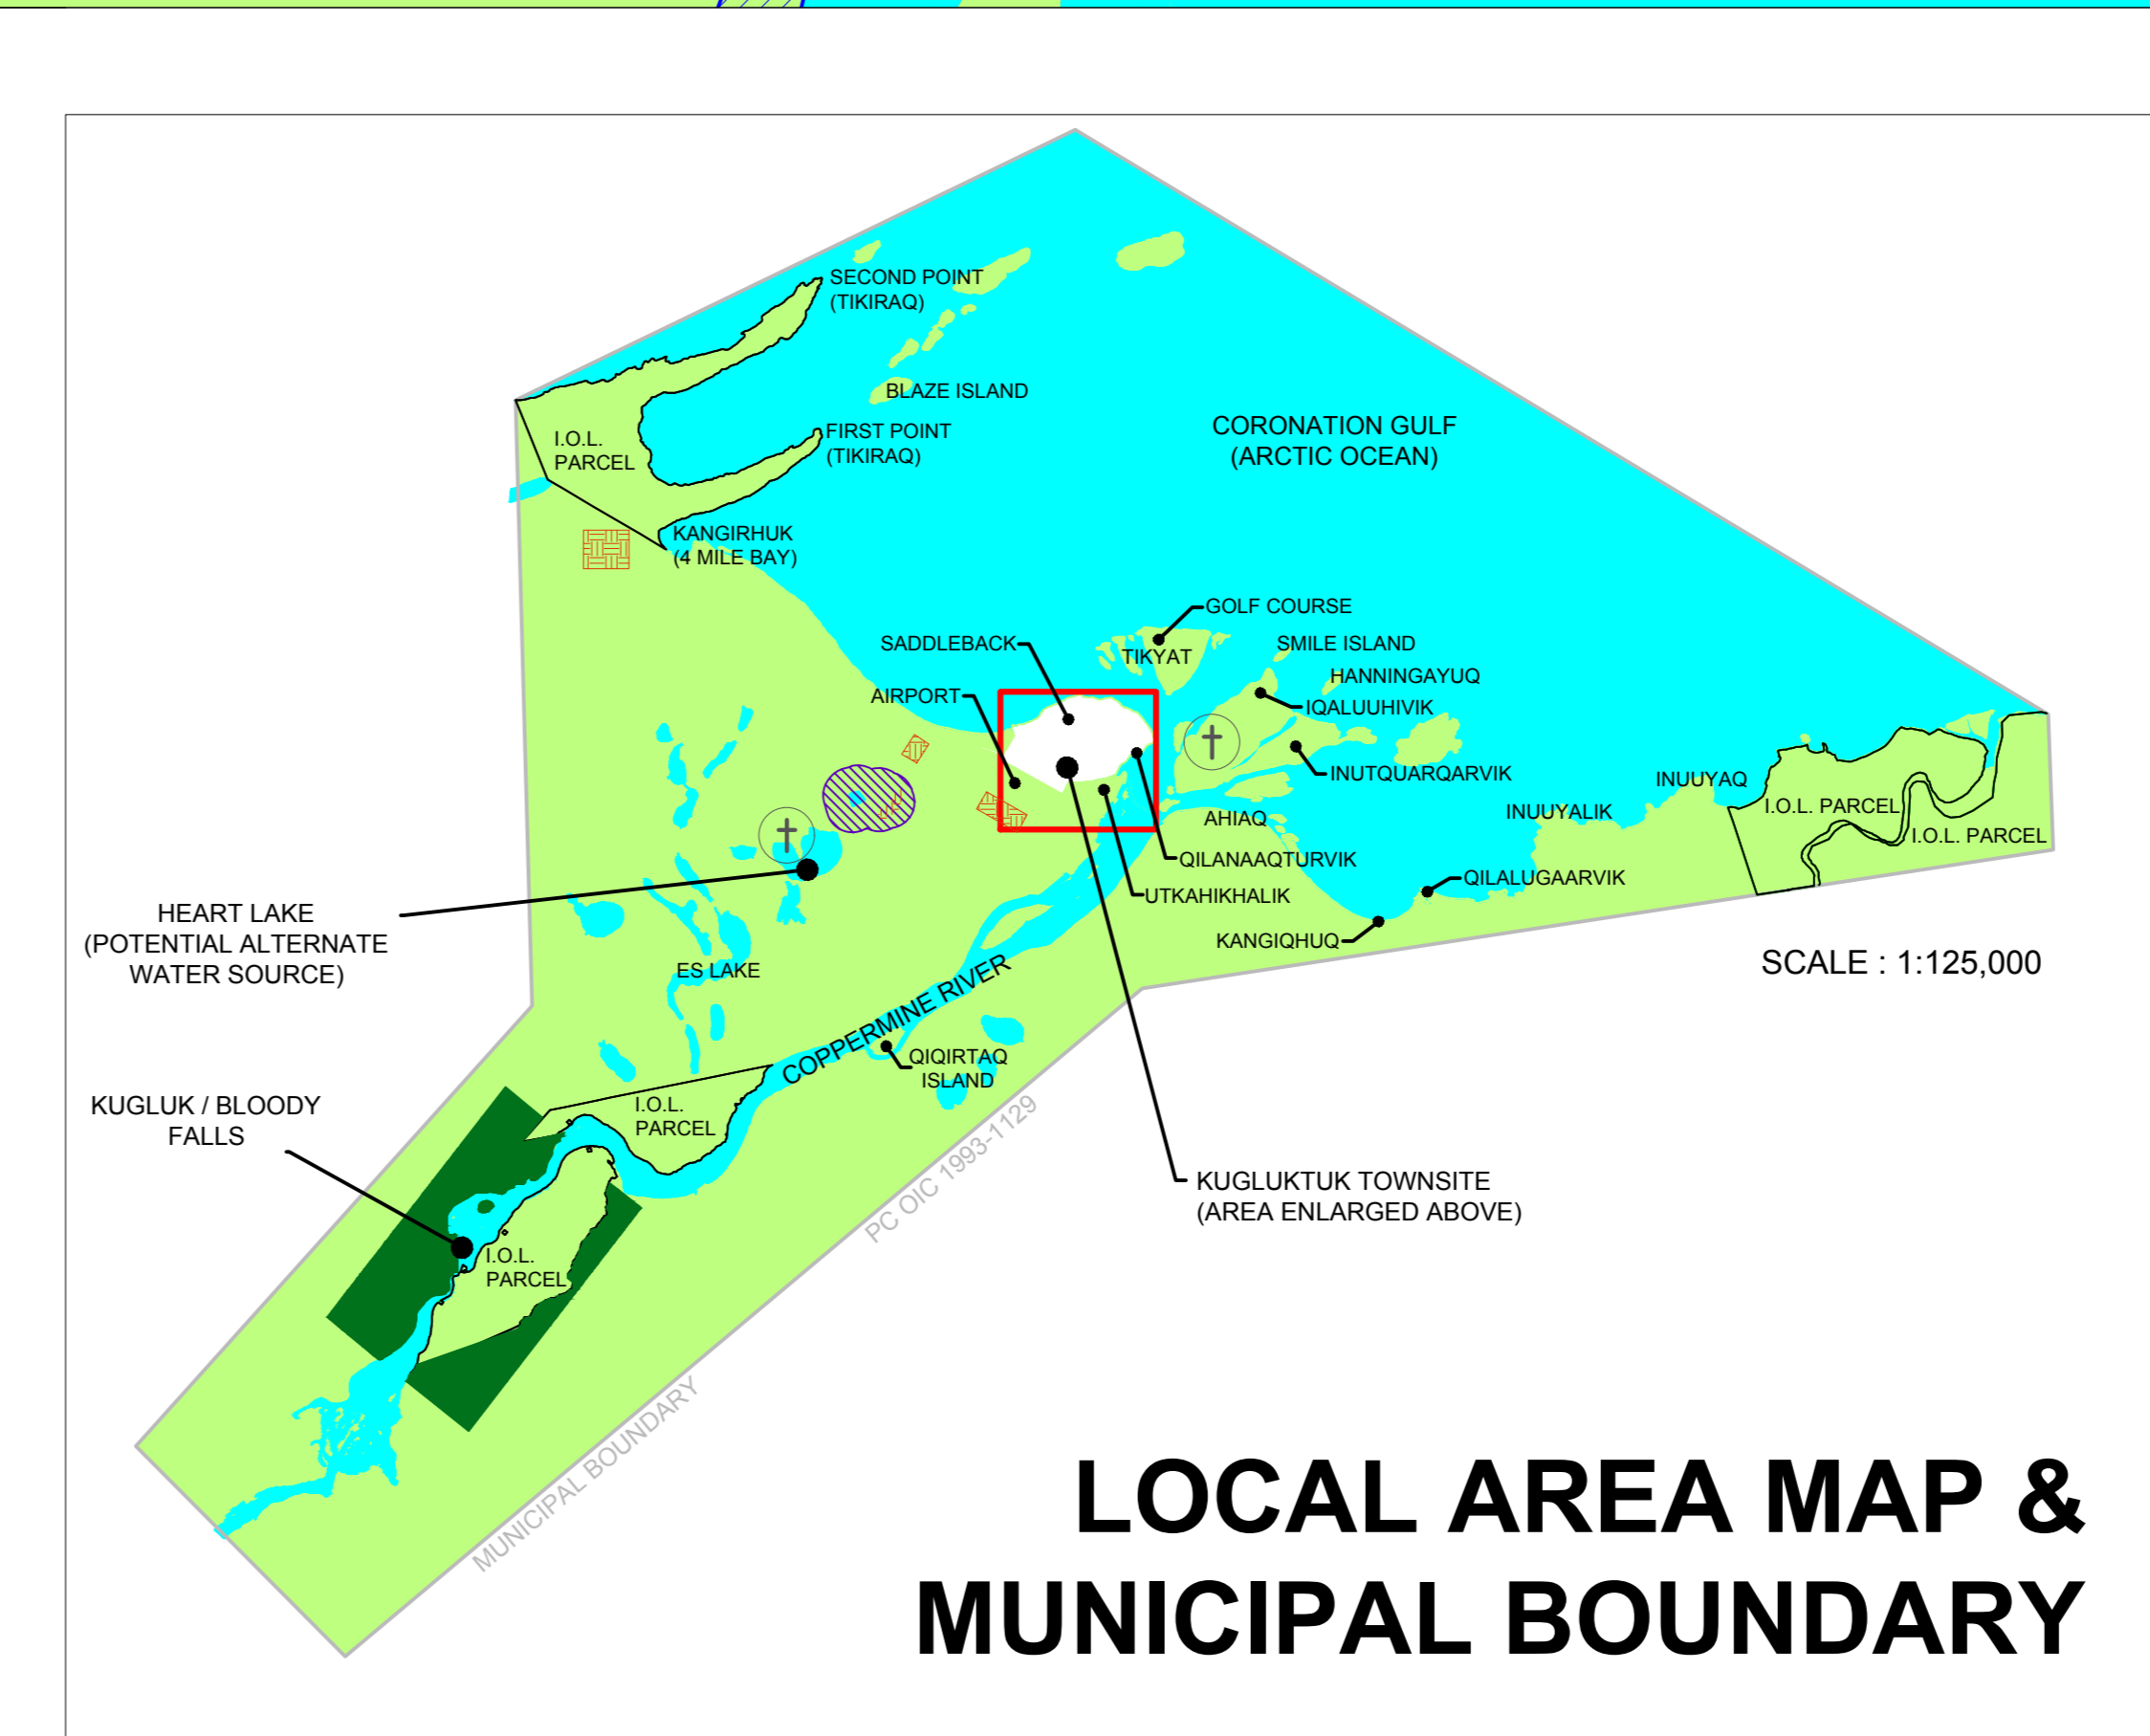 SECOND POINT
(TIKIRAQ)
BLAZE ISLAND
FIRST POINT
(TIKIRAQ)
I.O.L.
PARCEL
CORONATION GULF
(ARCTIC OCEAN)
KANGIRHUK
(4 MILE BAY)
GOLF COURSE
SADDLEBACK
TIKYAT
SMILE ISLAND
HANNINGAYUQ
AIRPORT
IQALUUHIVIK
INUTQUARQARVIK
INUUYAQ
INUUYALIK
I.O.L. PARCEL
I.O.L. PARCEL
AHIAQ
QILANAAQTURVIK
QILALUGAARVIK
UTKAHIKHALIK
KANGIQHUQ
HEART LAKE
(POTENTIAL ALTERNATE
WATER SOURCE)
ES LAKE
SCALE : 1:125,000
COPPERMINE RIVER
QIQIRTAQ
ISLAND
KUGLUK / BLOODY
FALLS
I.O.L.
PARCEL
I.O.L.
PARCEL
PC OIC 1993-1129
KUGLUKTUK TOWNSITE
(AREA ENLARGED ABOVE)
MUNICIPAL BOUNDARY
LOCAL AREA MAP &
MUNICIPAL BOUNDARY